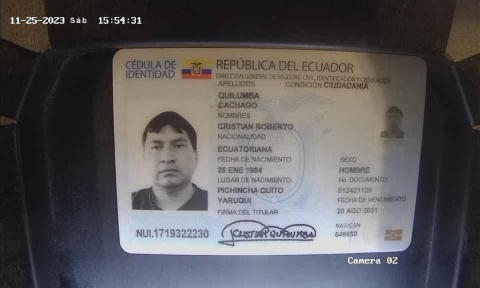 11-25-2023 Sáb 15:54:31
CÉDULA DE
IDENTIDAD
REPÚBLICA DEL ECUADOR
DIRECCIÓN GENERAL DE REGISTRO CIVIL, IDENTIFICACIÓN Y CEDULACIÓN
APELLIDOS
CONDICIÓN CIUDADANÍA
QUILUMBA
CACHAGO
NOMBRES
CRISTIAN ROBERTO
NACIONALIDAD
ECUATORIANA
FECHA DE NACIMIENTO
SEXO
25 ENE 1984
HOMBRE
LUGAR DE NACIMIENTO
No. DOCUMENTO
PICHINCHA QUITO
YARUQUI
FECHA DE VENCIMIENTO
FIRMA DEL TITULAR
20 AGO 2031
NAT/CAN
NUI.1719322230
Camera 02